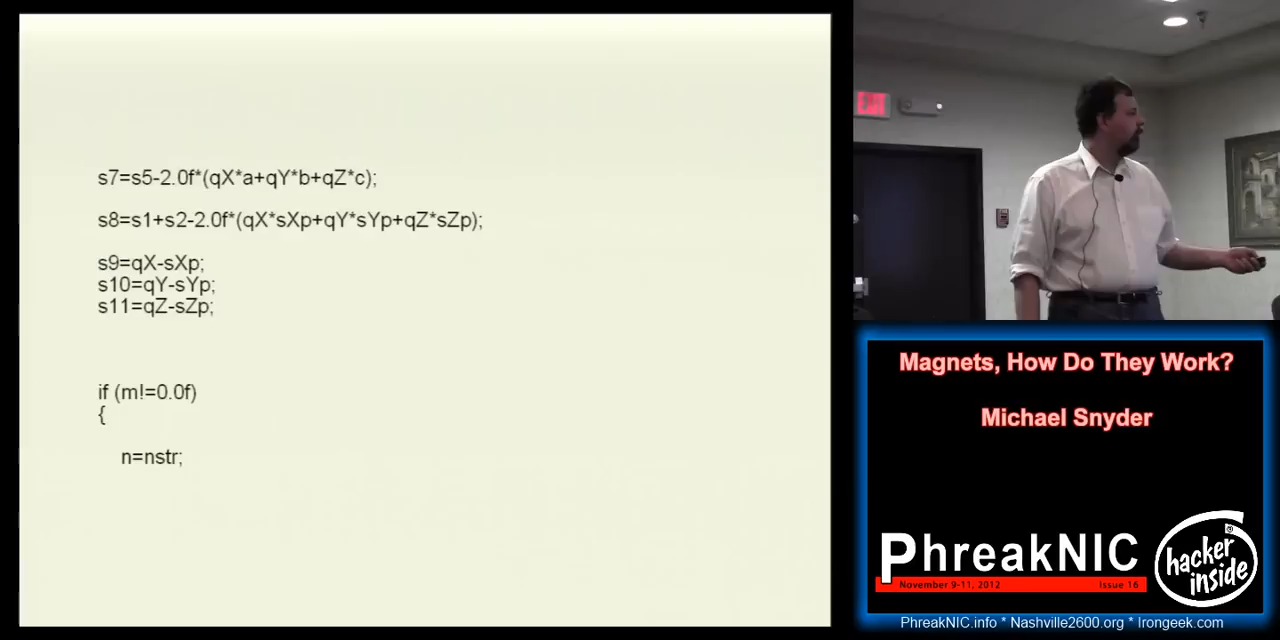 s7=s5-2.0f*(qX*a+qY*b+qZ*c);
s8=s1+s2-2.0f*(qX*sXp+qY*sYp+qZ*sZp);
s9=qX-sXp;
s10=qY-sYp;
s11=qZ-sZp;
if (m!=0.0f)
{
n=nstr;
EXIT
Magnets, How Do They Work?
Michael Snyder
PhreakNIC
November 9-11, 2012 Issue 16
hacker
inside
PhreakNIC.info * Nashville2600.org * Irongeek.com